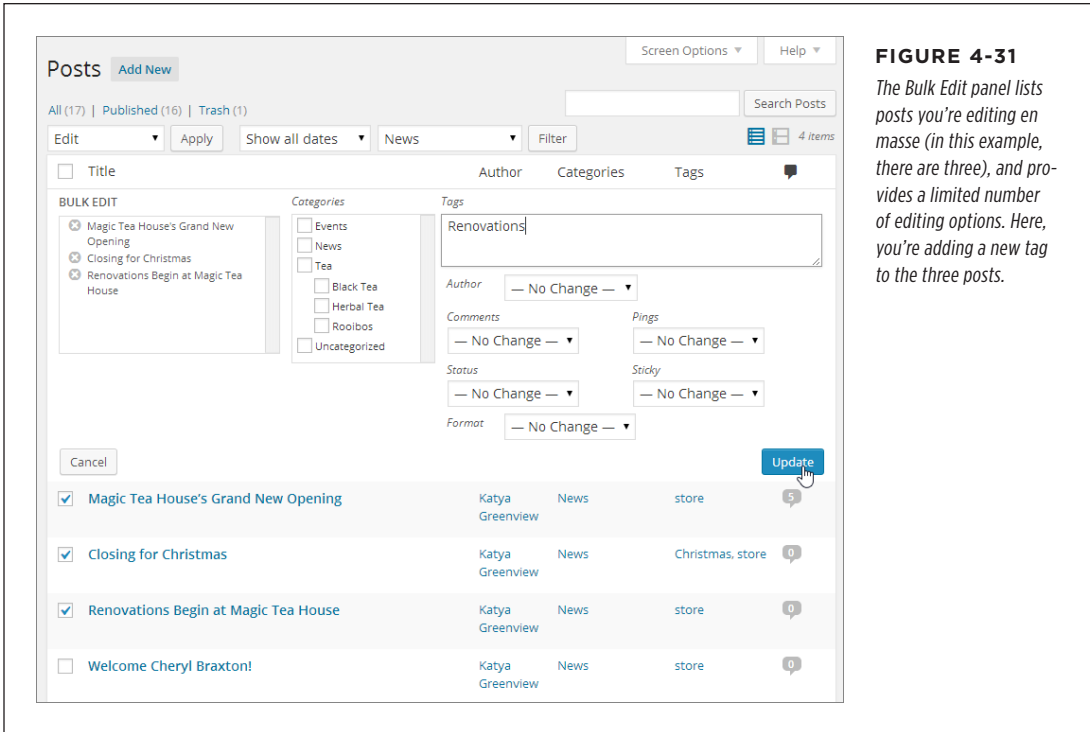 Screen Options ▼ Help ▼
Posts Add New
All (17) | Published (16) | Trash (1)
Search Posts
Edit ▼ Apply Show all dates ▼ News ▼ Filter 4 items
Title Author Categories Tags
BULK EDIT
Magic Tea House's Grand New
Opening
Closing for Christmas
Renovations Begin at Magic Tea
House
Categories
Events
News
Tea
Black Tea
Herbal Tea
Rooibos
Uncategorized
Tags
Renovations
Author — No Change — ▼
Comments Pings
— No Change — ▼ — No Change — ▼
Status Sticky
— No Change — ▼ — No Change — ▼
Format — No Change — ▼
Cancel Update
Magic Tea House's Grand New Opening Katya News store 5
Greenview
Closing for Christmas Katya News Christmas, store 0
Greenview
Renovations Begin at Magic Tea House Katya News store 0
Greenview
Welcome Cheryl Braxton! Katya News store 0
Greenview
FIGURE 4-31
The Bulk Edit panel lists
posts you're editing en
masse (in this example,
there are three), and pro-
vides a limited number
of editing options. Here,
you're adding a new tag
to the three posts.